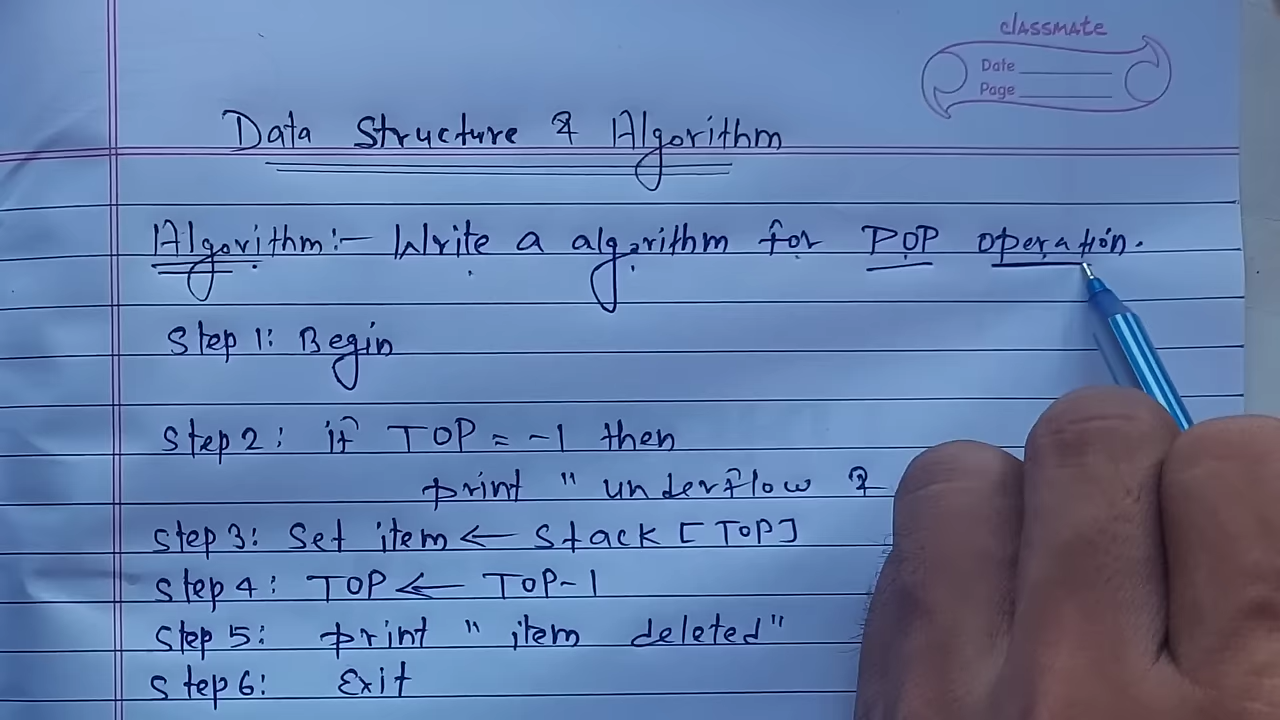 classmate
Date
Page
Data Structure & Algorithm
Algorithm:- Write a algorithm for POP operation.
Step 1: Begin
Step 2: if TOP = -1 then
print " underflow &
Step 3: Set item ← Stack [TOP]
Step 4: TOP ← TOP-1
Step 5: print " item deleted"
Step 6: Exit